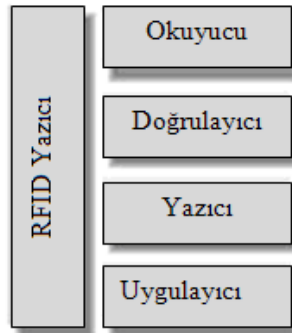 RFID Yazıcı
Okuyucu
Doğrulayıcı
Yazıcı
Uygulayıcı